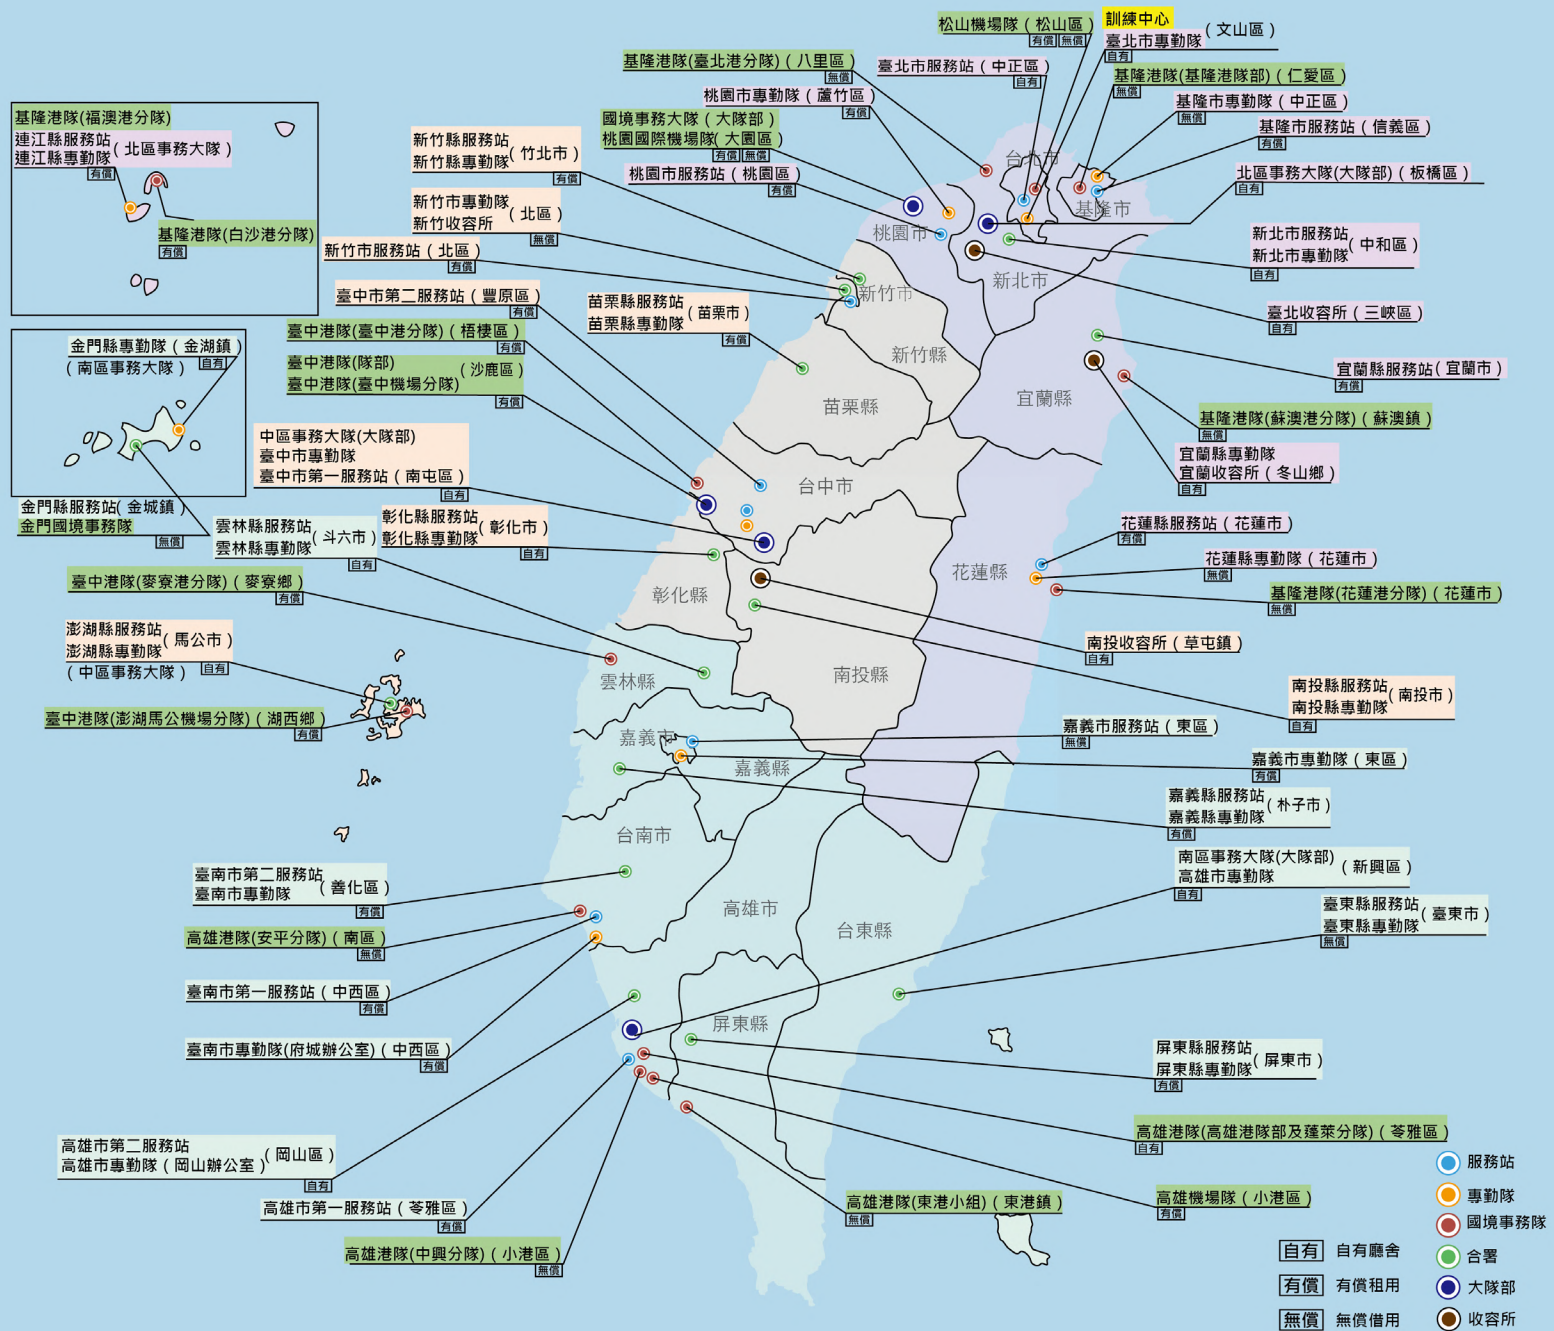 松山機場隊(松山區)
有償 無償
訓練中心
臺北市專勤隊
(文山區)
自有
基隆港隊(臺北港分隊)(八里區)
無償
臺北市服務站(中正區)
自有
基隆港隊(基隆港隊部)(仁愛區)
無償
桃園市專勤隊(蘆竹區)
有償
基隆市專勤隊(中正區)
無償
國境事務大隊(大隊部)
桃園國際機場隊(大園區)
有償 無償
基隆市服務站(信義區)
有償
桃園市服務站(桃園區)
有償
北區事務大隊(大隊部)(板橋區)
自有
基隆港隊(福澳港分隊)
連江縣服務站
連江縣專勤隊
(北區事務大隊)
有償
基隆港隊(白沙港分隊)
有償
新竹縣服務站
新竹縣專勤隊
(竹北市)
有償
新竹市專勤隊
新竹收容所
(北區)
無償
新竹市服務站(北區)
有償
新北市服務站
新北市專勤隊
(中和區)
自有
臺中市第二服務站(豐原區)
有償
苗栗縣服務站
苗栗縣專勤隊
(苗栗市)
有償
臺北收容所(三峽區)
自有
臺中港隊(臺中港分隊)(梧棲區)
有償
臺中港隊(隊部)
臺中港隊(臺中機場分隊)
(沙鹿區)
有償
宜蘭縣服務站(宜蘭市)
有償
金門縣專勤隊(金湖鎮)
(南區事務大隊)
自有
基隆港隊(蘇澳港分隊)(蘇澳鎮)
無償
中區事務大隊(大隊部)
臺中市專勤隊
臺中市第一服務站(南屯區)
自有
宜蘭縣專勤隊
宜蘭收容所(冬山鄉)
自有
金門縣服務站(金城鎮)
金門國境事務隊
無償
雲林縣服務站
雲林縣專勤隊
(斗六市)
自有
彰化縣服務站
彰化縣專勤隊
(彰化市)
自有
花蓮縣服務站(花蓮市)
有償
花蓮縣專勤隊(花蓮市)
無償
臺中港隊(麥寮港分隊)(麥寮鄉)
有償
基隆港隊(花蓮港分隊)(花蓮市)
無償
澎湖縣服務站
澎湖縣專勤隊
(馬公市)
(中區事務大隊)
自有
南投收容所(草屯鎮)
自有
南投縣服務站
南投縣專勤隊
(南投市)
自有
臺中港隊(澎湖馬公機場分隊)(湖西鄉)
有償
嘉義市服務站(東區)
無償
嘉義市專勤隊(東區)
有償
嘉義縣服務站
嘉義縣專勤隊
(朴子市)
有償
臺南市第二服務站
臺南市專勤隊
(善化區)
有償
南區事務大隊(大隊部)
高雄市專勤隊
(新興區)
自有
高雄港隊(安平分隊)(南區)
無償
臺東縣服務站
臺東縣專勤隊
(臺東市)
無償
臺南市第一服務站(中西區)
有償
臺南市專勤隊(府城辦公室)(中西區)
有償
屏東縣服務站
屏東縣專勤隊
(屏東市)
有償
高雄市第二服務站
高雄市專勤隊(岡山辦公室)
(岡山區)
自有
高雄港隊(高雄港隊部及蓬萊分隊)(苓雅區)
自有
高雄市第一服務站(苓雅區)
有償
高雄港隊(東港小組)(東港鎮)
無償
高雄機場隊(小港區)
有償
高雄港隊(中興分隊)(小港區)
無償
台北市
基隆市
桃園市
新北市
新竹市
新竹縣
苗栗縣
宜蘭縣
台中市
彰化縣
花蓮縣
南投縣
雲林縣
嘉義市
嘉義縣
台南市
高雄市
台東縣
屏東縣
服務站
專勤隊
國境事務隊
合署
大隊部
收容所
自有 自有廳舍
有償 有償租用
無償 無償借用